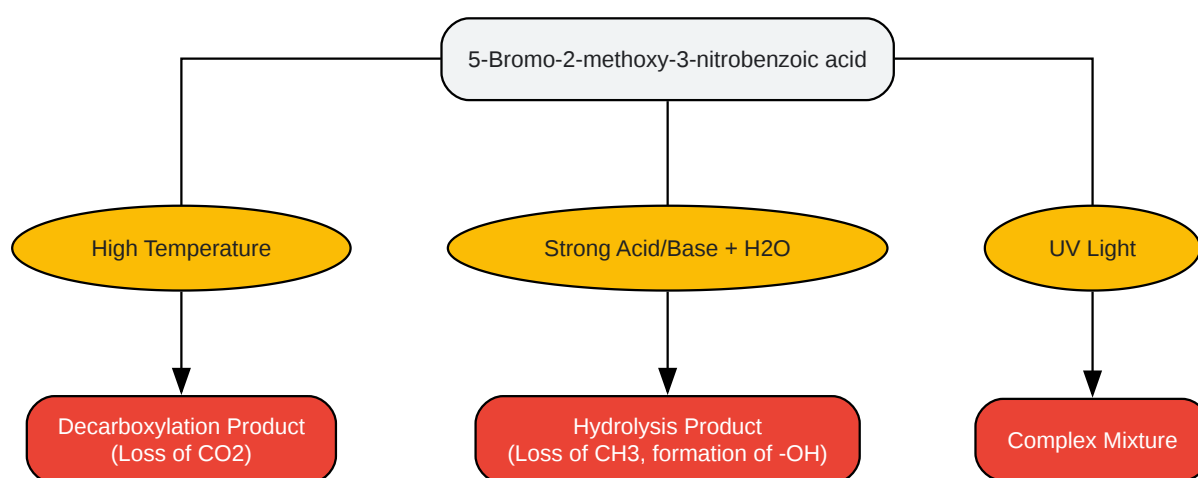 5-Bromo-2-methoxy-3-nitrobenzoic acid
High Temperature
Strong Acid/Base + H2O
UV Light
Decarboxylation Product
(Loss of CO2)
Hydrolysis Product
(Loss of CH3, formation of -OH)
Complex Mixture